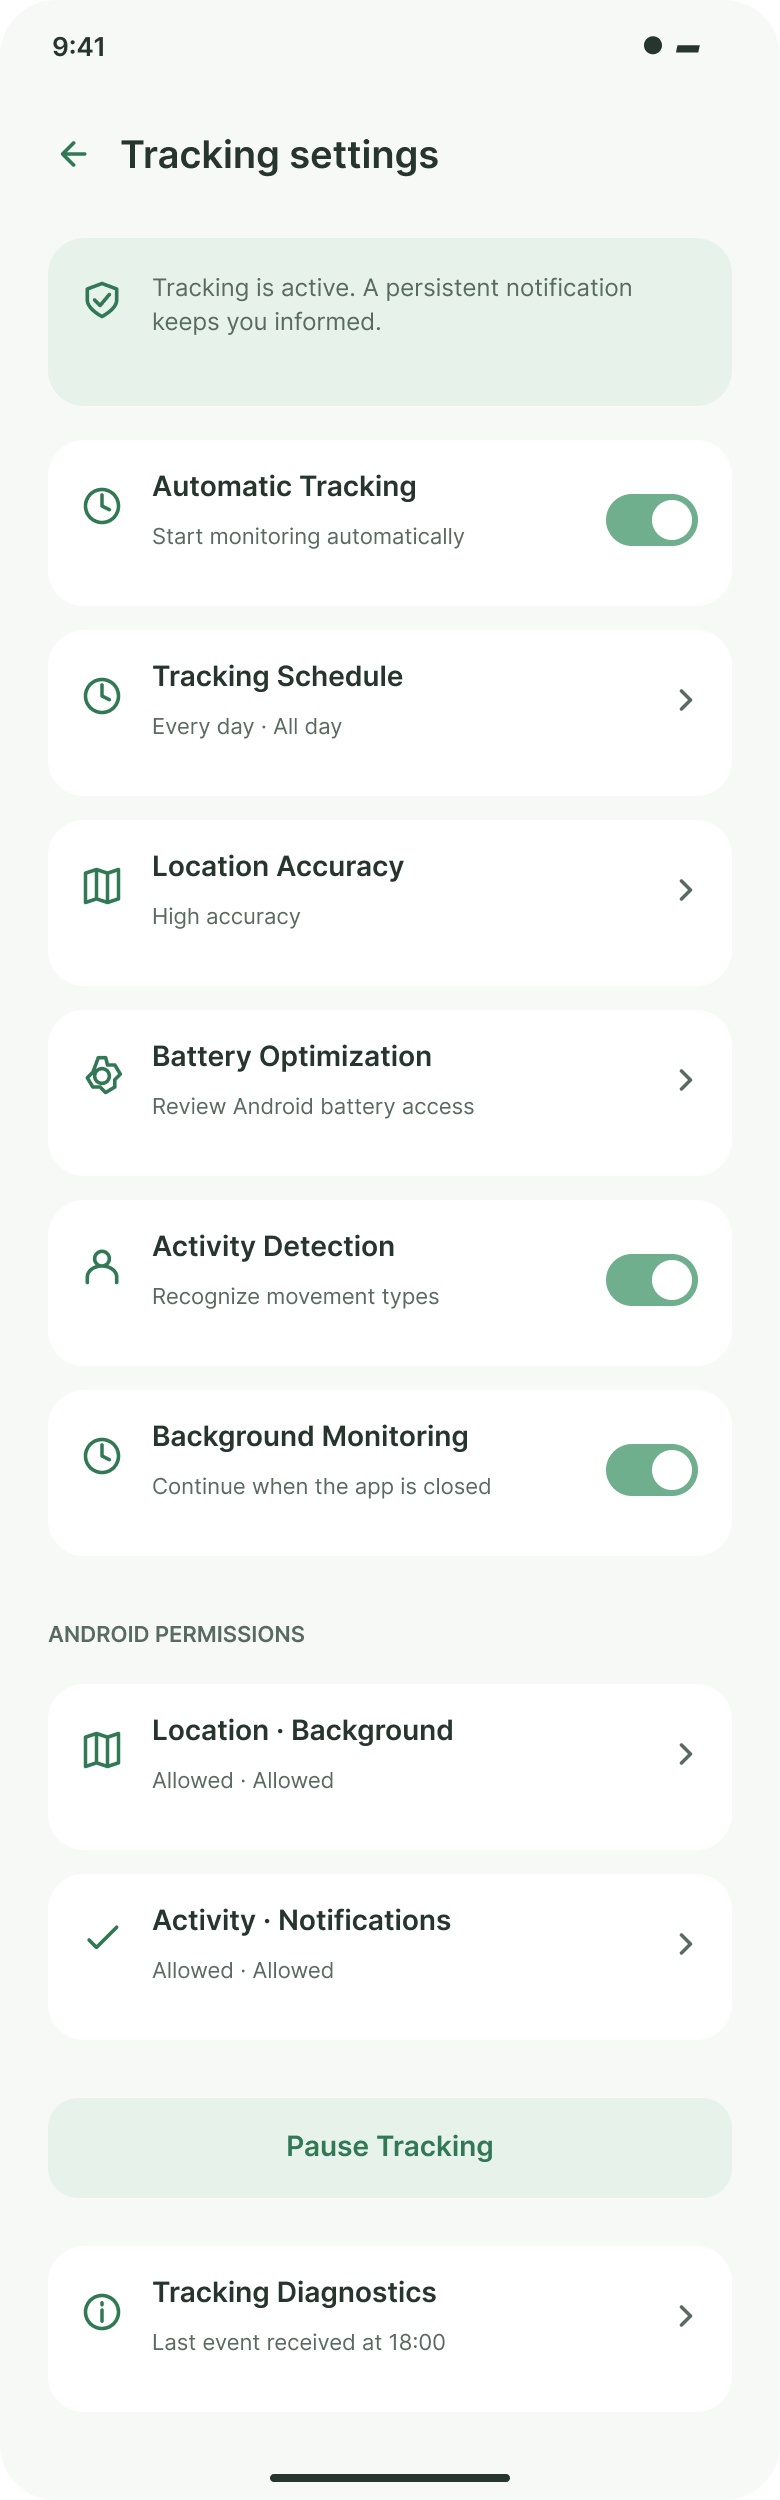 9:41
Tracking settings
Tracking is active. A persistent notification
keeps you informed.
Automatic Tracking
Start monitoring automatically
Tracking Schedule
Every day · All day
Location Accuracy
High accuracy
Battery Optimization
Review Android battery access
Activity Detection
Recognize movement types
Background Monitoring
Continue when the app is closed
ANDROID PERMISSIONS
Location · Background
Allowed · Allowed
Activity · Notifications
Allowed · Allowed
Pause Tracking
Tracking Diagnostics
Last event received at 18:00